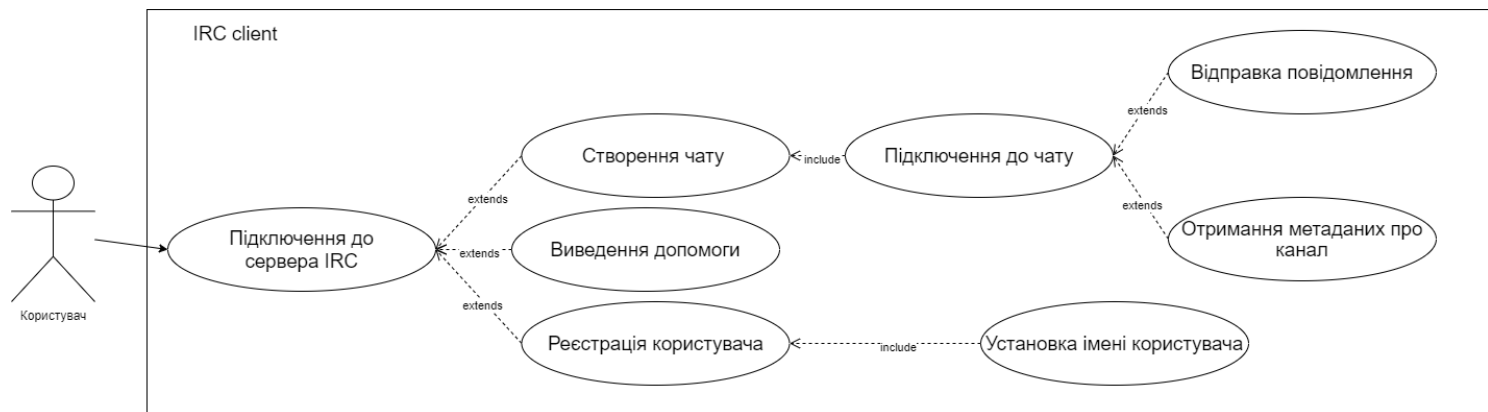 IRC client
Відправка повідомлення
extends
Створення чату
include
Підключення до чату
extends
extends
Отримання метаданих про
канал
Підключення до
сервера IRC
extends
Виведення допомоги
extends
Реєстрація користувача
include
Установка імені користувача
Користувач